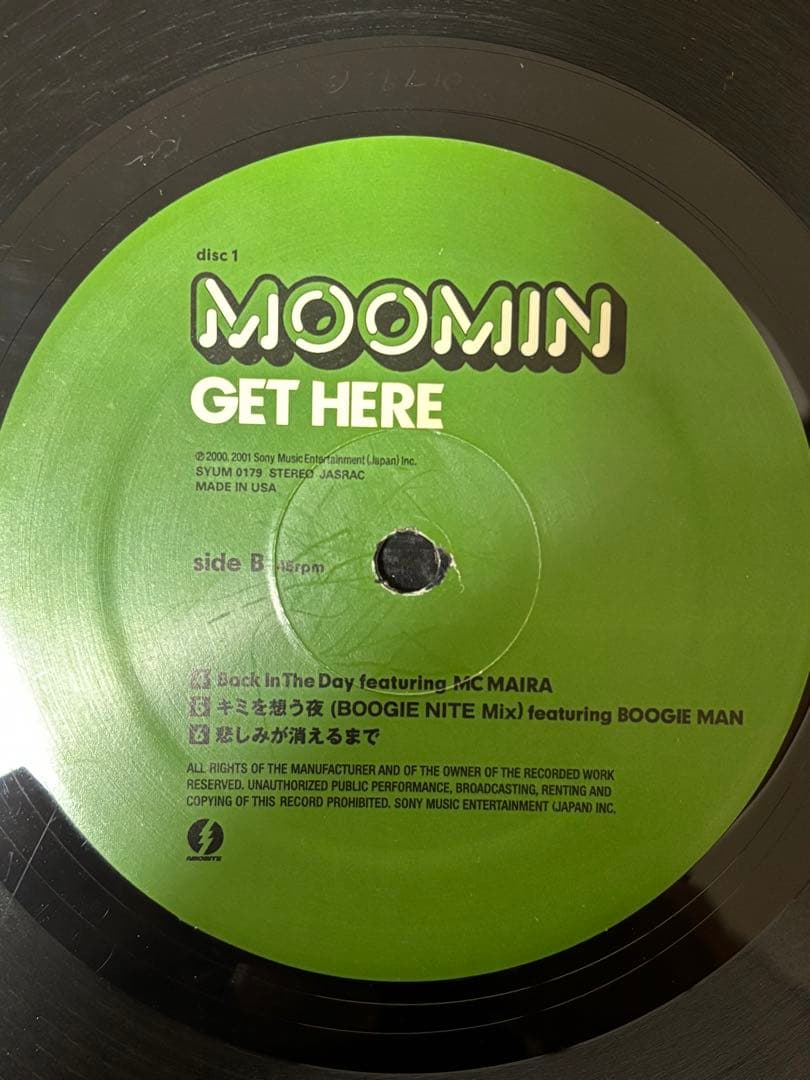 disc 1
MOOMIN
GET HERE
℗2000, 2001 Sony Music Entertainment (Japan) Inc.
SYUM 0179 STEREO JASRAC
MADE IN USA
side B 45rpm
4 Back In The Day featuring MC MAIRA
5 キミを想う夜 (BOOGIE NITE Mix) featuring BOOGIE MAN
6 悲しみが消えるまで
ALL RIGHTS OF THE MANUFACTURER AND OF THE OWNER OF THE RECORDED WORK
RESERVED. UNAUTHORIZED PUBLIC PERFORMANCE, BROADCASTING, RENTING AND
COPYING OF THIS RECORD PROHIBITED. SONY MUSIC ENTERTAINMENT (JAPAN) INC.